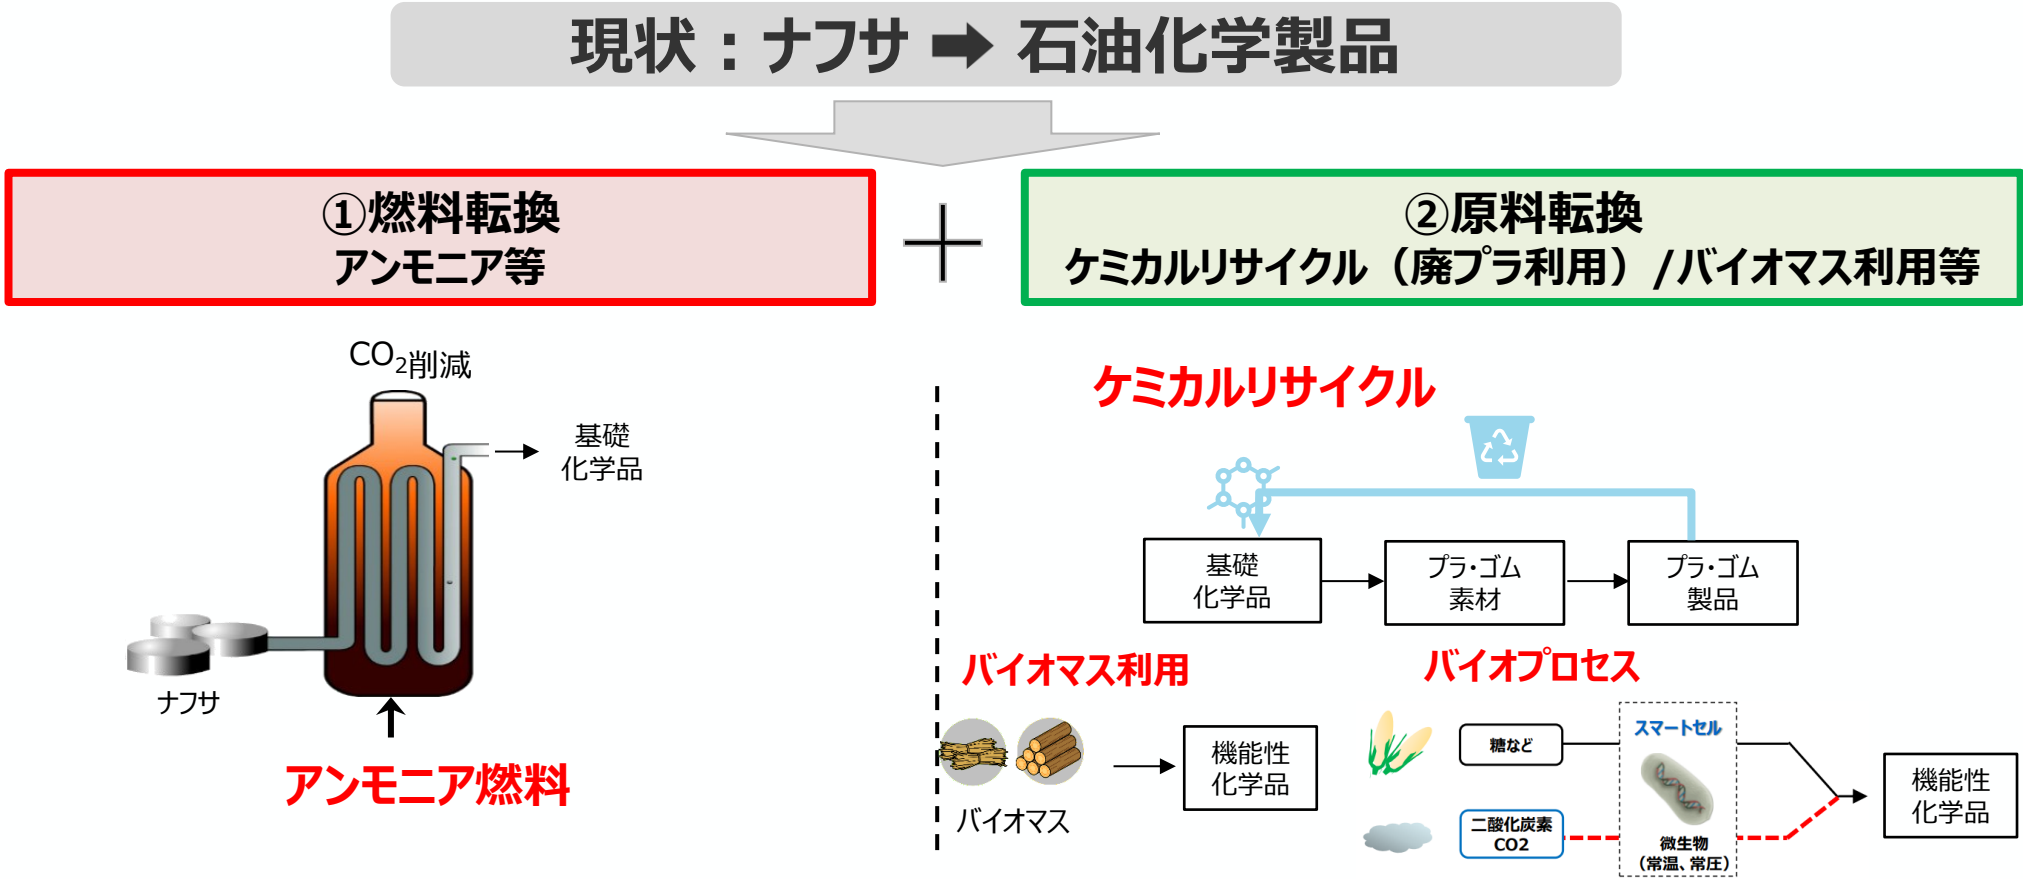 現状：ナフサ ➡ 石油化学製品
①燃料転換
アンモニア等
②原料転換
ケミカルリサイクル（廃プラ利用）/バイオマス利用等
CO₂削減
基礎
化学品
ナフサ
アンモニア燃料
ケミカルリサイクル
基礎
化学品
プラ・ゴム
素材
プラ・ゴム
製品
バイオマス利用
バイオマス
機能性
化学品
バイオプロセス
糖など
二酸化炭素
CO2
スマートセル
微生物
（常温、常圧）
機能性
化学品